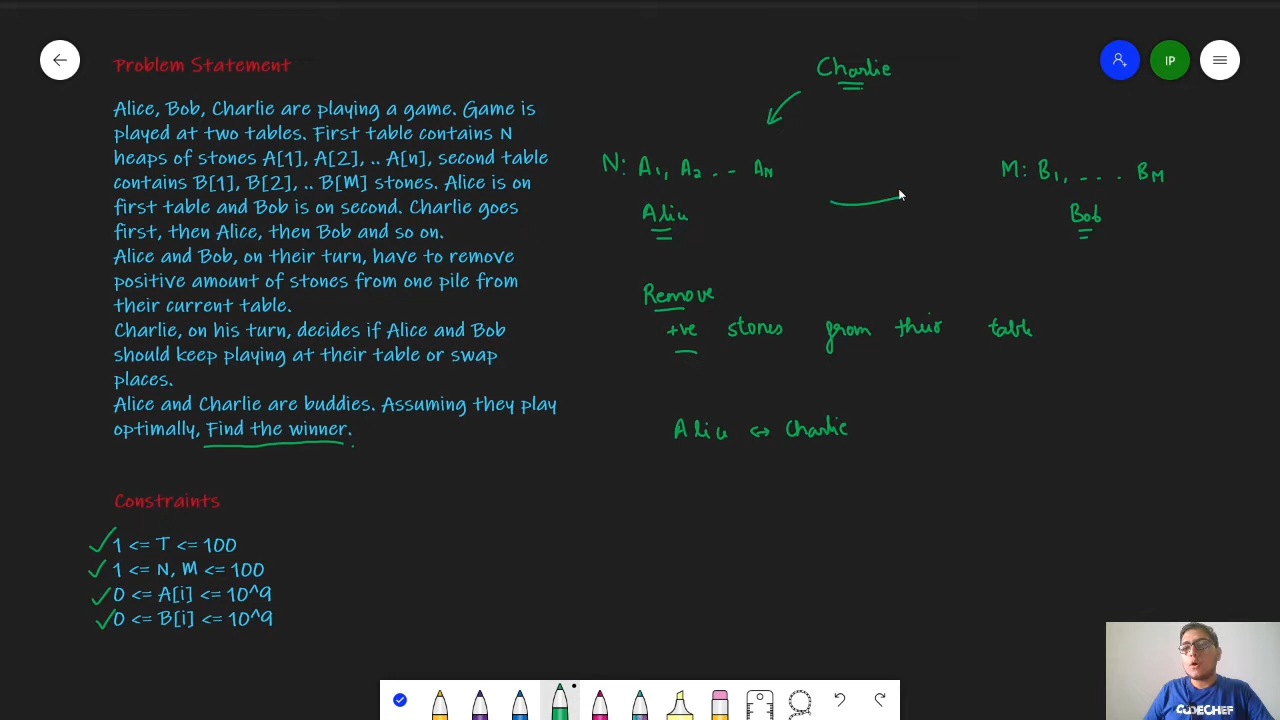 Problem Statement
Alice, Bob, Charlie are playing a game. Game is
played at two tables. First table contains N
heaps of stones A[1], A[2], .. A[n], second table
contains B[1], B[2], .. B[M] stones. Alice is on
first table and Bob is on second. Charlie goes
first, then Alice, then Bob and so on.
Alice and Bob, on their turn, have to remove
positive amount of stones from one pile from
their current table.
Charlie, on his turn, decides if Alice and Bob
should keep playing at their table or swap
places.
Alice and Charlie are buddies. Assuming they play
optimally, Find the winner.
Constraints
1 <= T <= 100
1 <= N, M <= 100
0 <= A[i] <= 10^9
0 <= B[i] <= 10^9
Charlie
N: A1, A2 .. - AN
M: B1, . . . . BM
Alice
Bob
Remove
+ve stones from their table
Alice <-> Charlie
IP
CODECHEF